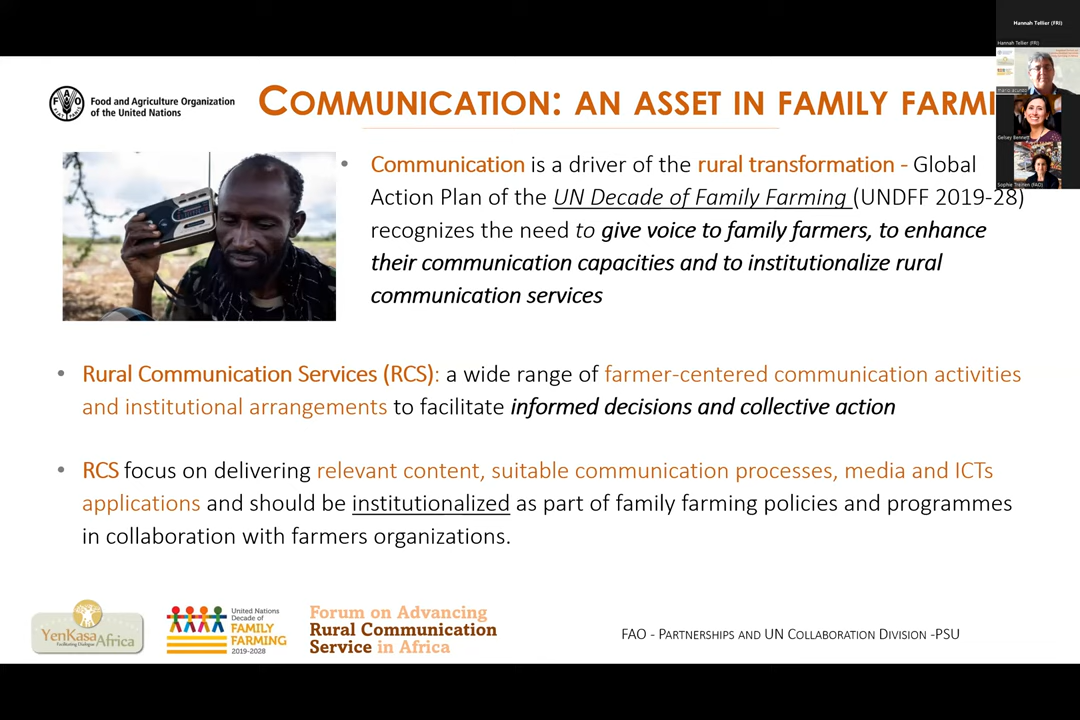 Hannah Tellier (FRI)
Hannah Tellier (FRI)
FAO
Food and Agriculture Organization
of the United Nations
COMMUNICATION: AN ASSET IN FAMILY FARMI
• Communication is a driver of the rural transformation - Global
Action Plan of the UN Decade of Family Farming (UNDFF 2019-28)
recognizes the need to give voice to family farmers, to enhance
their communication capacities and to institutionalize rural
communication services
• Rural Communication Services (RCS): a wide range of farmer-centered communication activities
and institutional arrangements to facilitate informed decisions and collective action
• RCS focus on delivering relevant content, suitable communication processes, media and ICTs
applications and should be institutionalized as part of family farming policies and programmes
in collaboration with farmers organizations.
YenKasa Africa
Facilitating Dialogue
United Nations
Decade of
FAMILY
FARMING
2019-2028
Forum on Advancing
Rural Communication
Service in Africa
FAO - PARTNERSHIPS AND UN COLLABORATION DIVISION -PSU